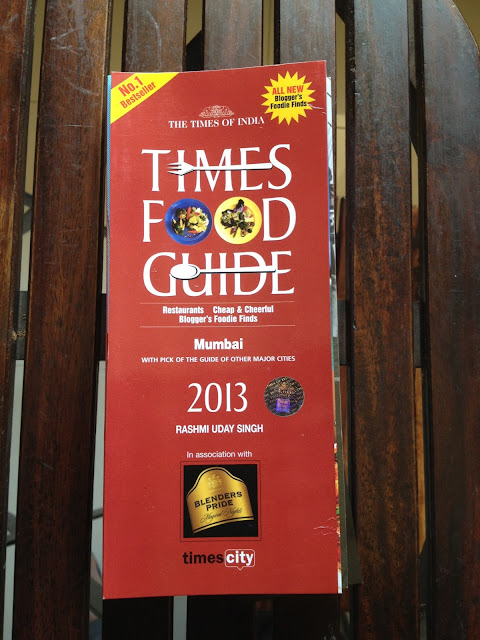 No.1
Bestseller
ALL NEW
Blogger's
Foodie Finds
THE TIMES OF INDIA
TIMES
FOOD
GUIDE
Restaurants Cheap & Cheerful
Blogger's Foodie Finds
Mumbai
WITH PICK OF THE GUIDE OF OTHER MAJOR CITIES
2013
RASHMI UDAY SINGH
In association with
BLENDERS
PRIDE
Magical Nights
timescity